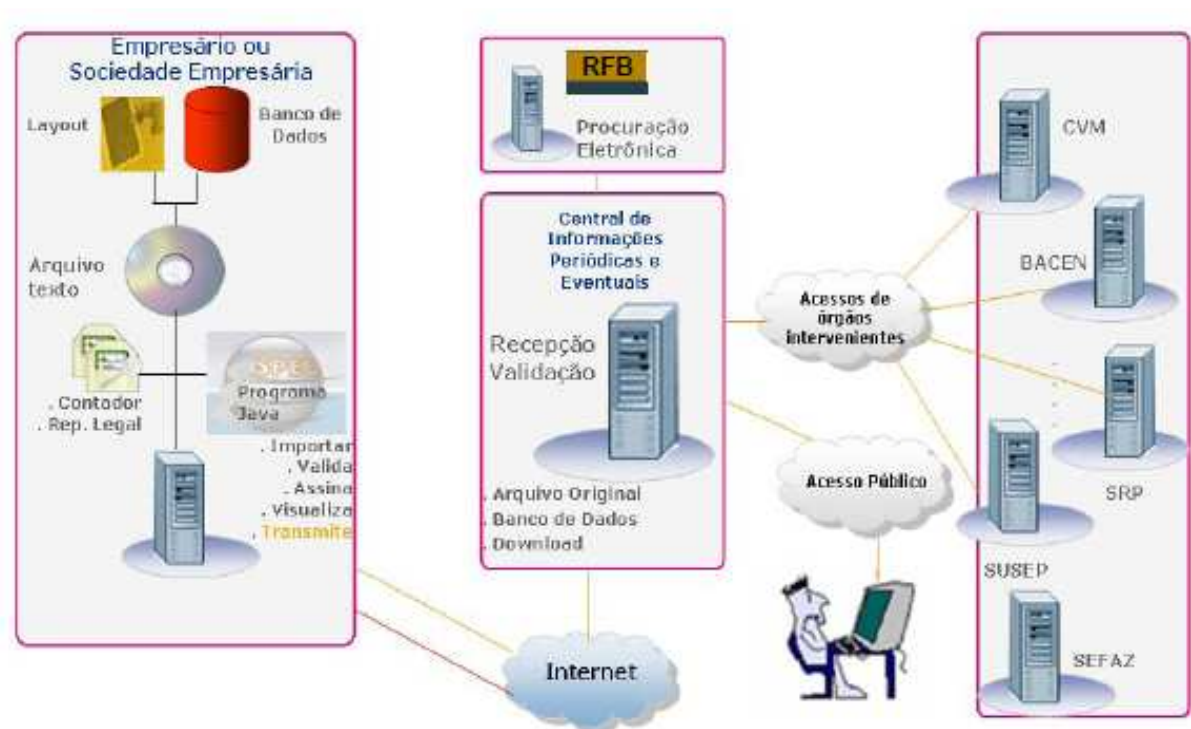 Empresário ou
Sociedade Empresária
Layout
Banco de
Dados
Arquivo
texto
. Contador
. Rep. Legal
Programa
Java
. Importar
. Valida
. Assina
. Visualiza
. Transmite
RFB
Procuração
Eletrônica
Central de
Informações
Periódicas e
Eventuais
Recepção
Validação
. Arquivo Original
. Banco de Dados
. Download
Internet
Acessos de
órgãos
intervenientes
Acesso Público
CVM
BACEN
SRP
SUSEP
SEFAZ